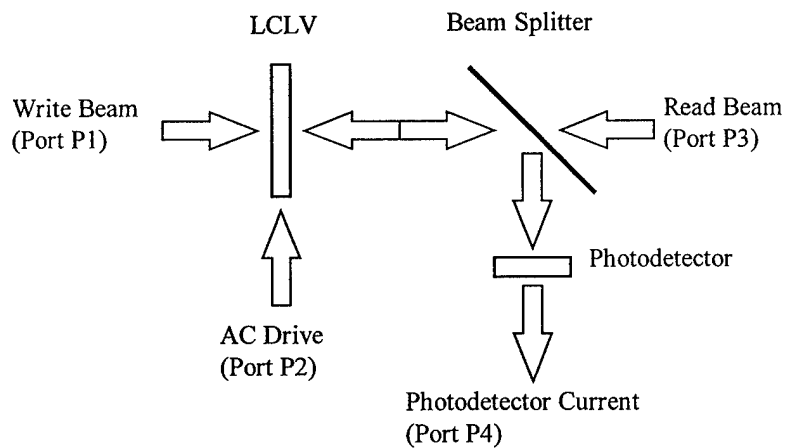 LCLV
Beam Splitter
Write Beam
(Port P1)
Read Beam
(Port P3)
Photodetector
AC Drive
(Port P2)
Photodetector Current
(Port P4)